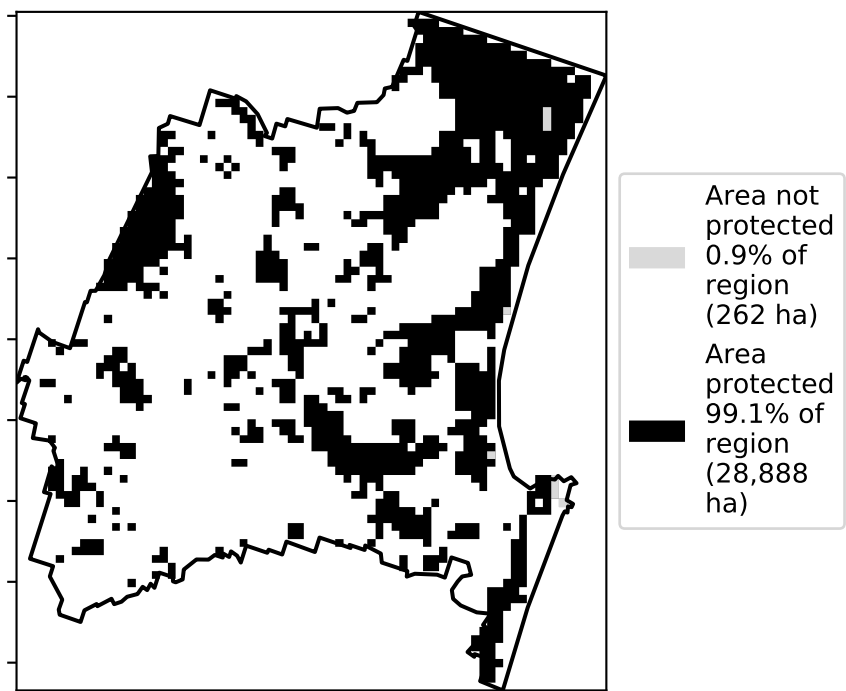 Area not
protected
0.9% of
region
(262 ha)
Area
protected
99.1% of
region
(28,888
ha)